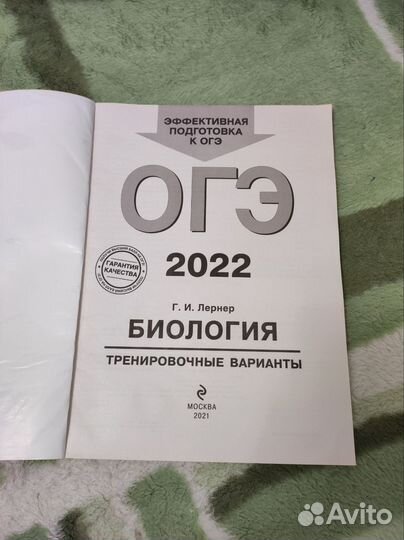 ЭФФЕКТИВНАЯ
ПОДГОТОВКА
К ОГЭ
ОГЭ
2022
ГАРАНТИЯ
КАЧЕСТВА
Г. И. Лернер
БИОЛОГИЯ
ТРЕНИРОВОЧНЫЕ ВАРИАНТЫ
МОСКВА
2021
Avito